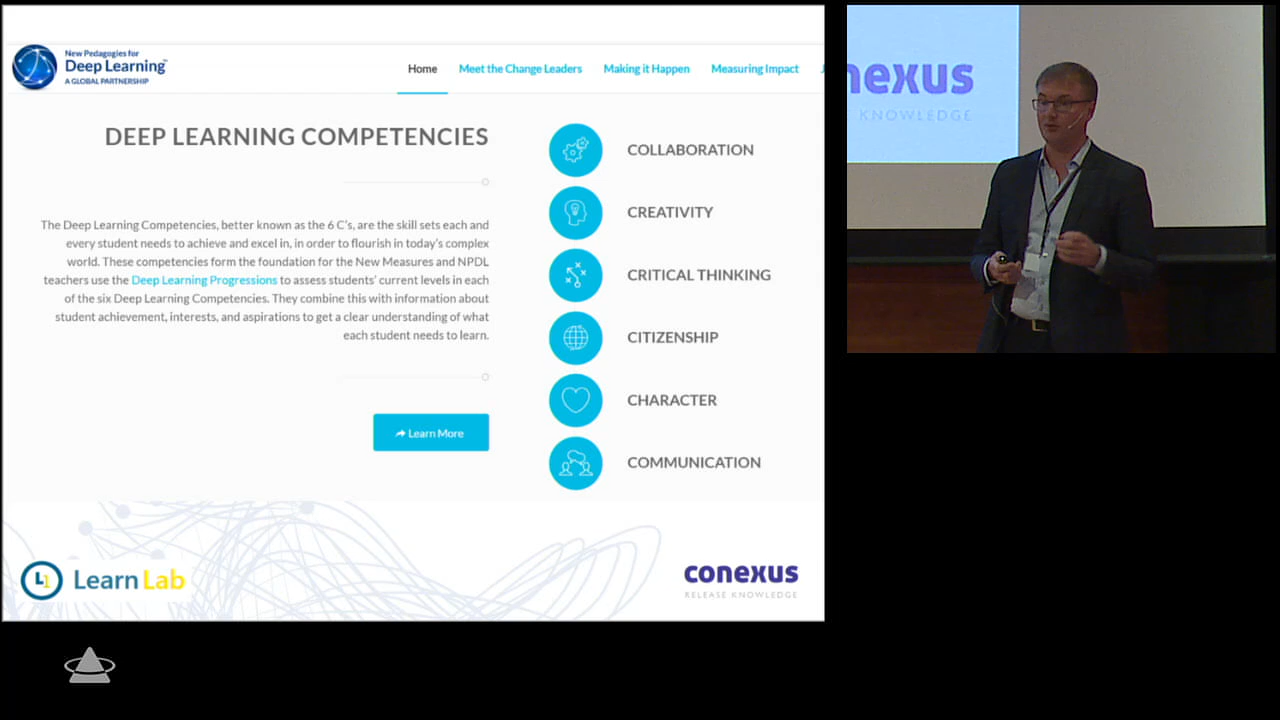 New Pedagogies for
Deep Learning™
A GLOBAL PARTNERSHIP
Home
Meet the Change Leaders
Making it Happen
Measuring Impact
DEEP LEARNING COMPETENCIES
The Deep Learning Competencies, better known as the 6 C's, are the skill sets each and
every student needs to achieve and excel in, in order to flourish in today's complex
world. These competencies form the foundation for the New Measures and NPDL
teachers use the Deep Learning Progressions to assess students' current levels in each
of the six Deep Learning Competencies. They combine this with information about
student achievement, interests, and aspirations to get a clear understanding of what
each student needs to learn.
Learn More
COLLABORATION
CREATIVITY
CRITICAL THINKING
CITIZENSHIP
CHARACTER
COMMUNICATION
L1 Learn Lab
conexus
RELEASE KNOWLEDGE
nexus
KNOWLEDGE